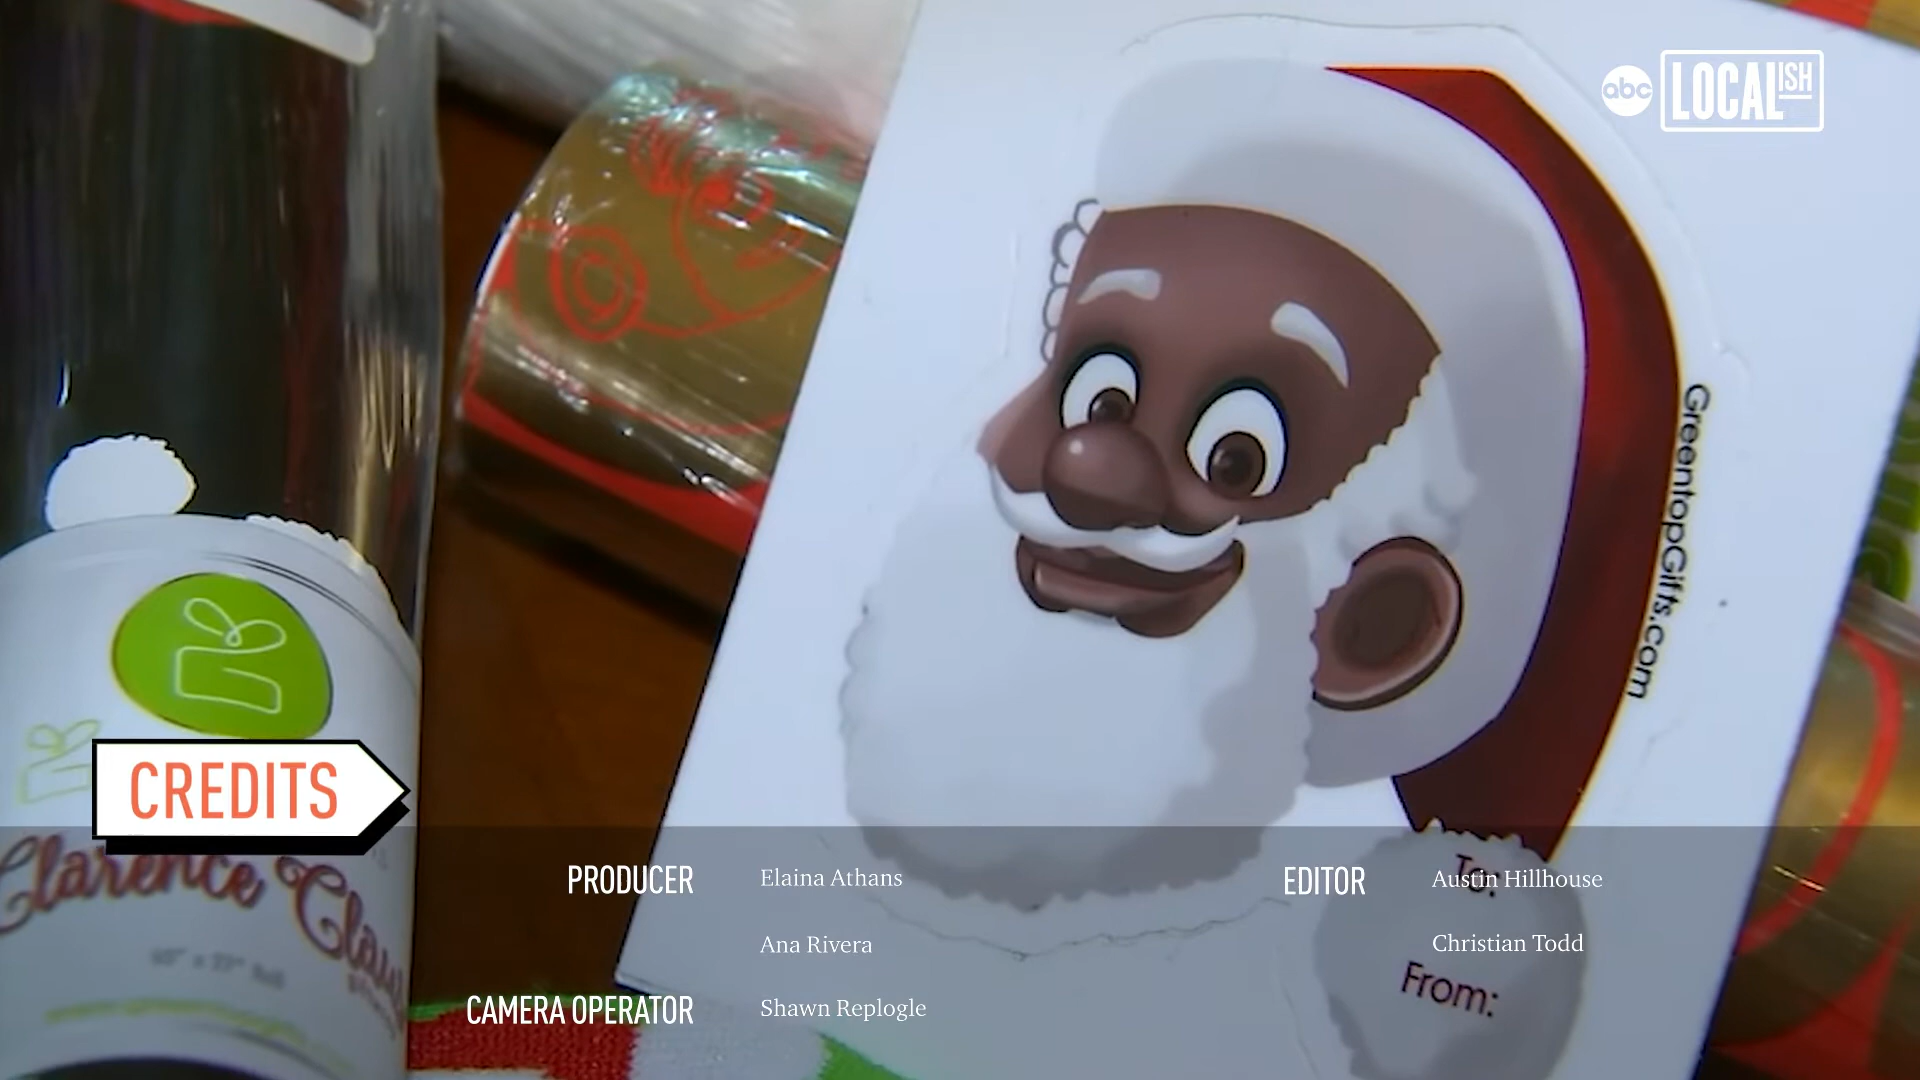 abc LOCALISH
GreentopGifts.com
CREDITS
Clarence Claus
PRODUCER Elaina Athans
Ana Rivera
CAMERA OPERATOR Shawn Replogle
EDITOR Austin Hillhouse
Christian Todd
To:
From: